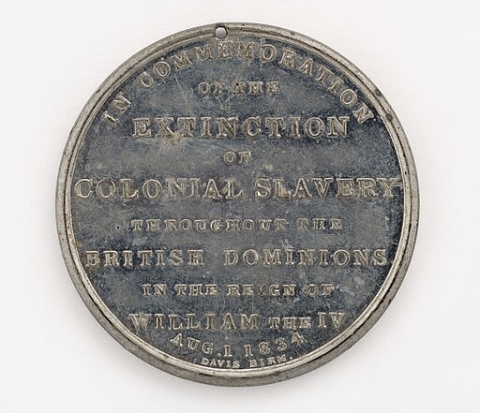 IN COMMEMORATION
OF THE
EXTINCTION
OF
COLONIAL SLAVERY
THROUGHOUT THE
BRITISH DOMINIONS
IN THE REIGN OF
WILLIAM THE IV
AUG. 1 1834
DAVIS BIRM.